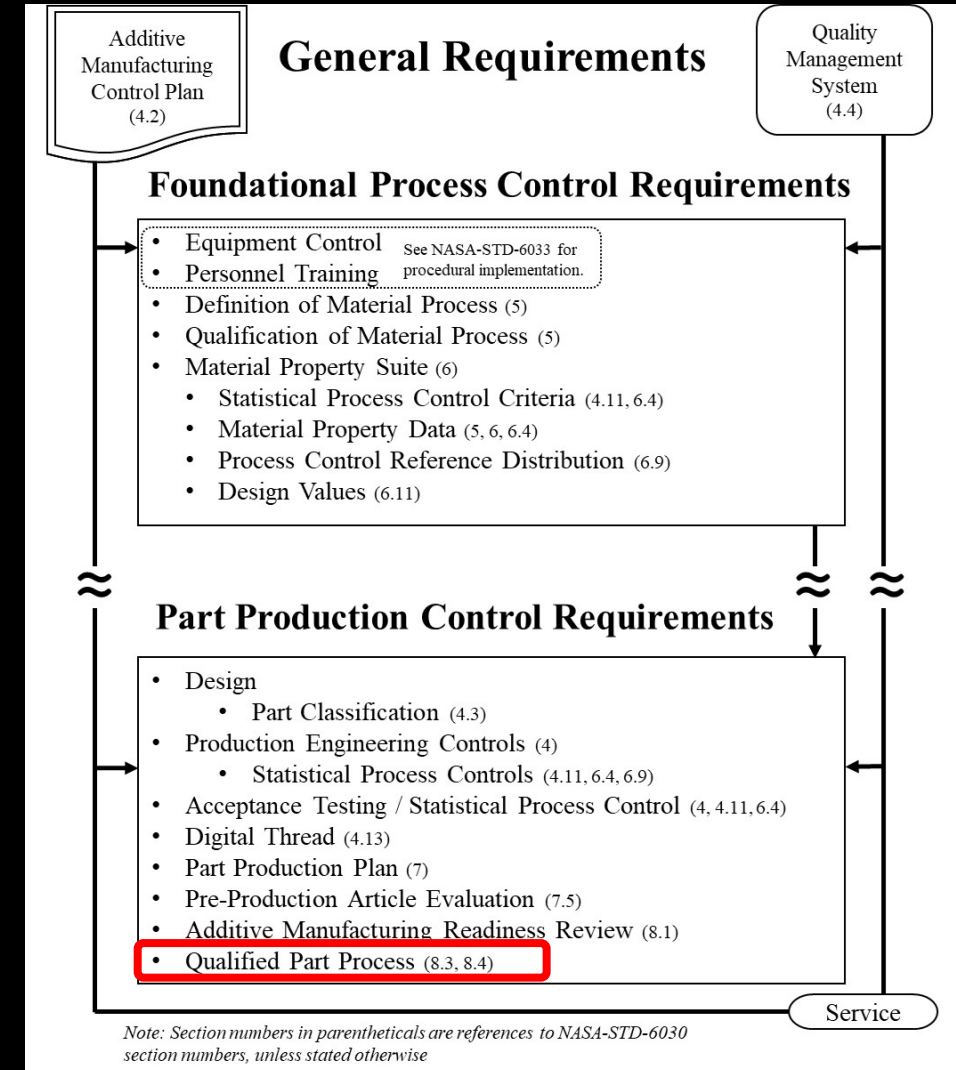 Additive
Manufacturing
Control Plan
(4.2)
General Requirements
Quality
Management
System
(4.4)
Foundational Process Control Requirements
• Equipment Control
• Personnel Training
See NASA-STD-6033 for
procedural implementation.
• Definition of Material Process (5)
• Qualification of Material Process (5)
• Material Property Suite (6)
• Statistical Process Control Criteria (4.11, 6.4)
• Material Property Data (5, 6, 6.4)
• Process Control Reference Distribution (6.9)
• Design Values (6.11)
Part Production Control Requirements
• Design
• Part Classification (4.3)
• Production Engineering Controls (4)
• Statistical Process Controls (4.11, 6.4, 6.9)
• Acceptance Testing / Statistical Process Control (4, 4.11, 6.4)
• Digital Thread (4.13)
• Part Production Plan (7)
• Pre-Production Article Evaluation (7.5)
• Additive Manufacturing Readiness Review (8.1)
• Qualified Part Process (8.3, 8.4)
Service
Note: Section numbers in parentheticals are references to NASA-STD-6030
section numbers, unless stated otherwise